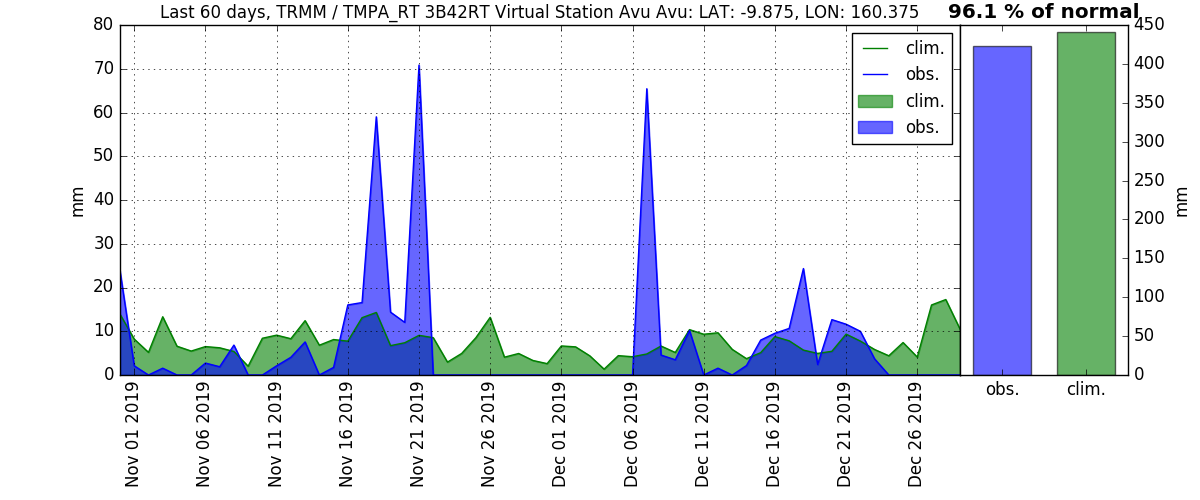 Last 60 days, TRMM / TMPA_RT 3B42RT Virtual Station Avu Avu: LAT: -9.875, LON: 160.375
96.1 % of normal
80
70
60
50
40
30
20
10
0
mm
clim.
obs.
clim.
obs.
450
400
350
300
250
200
150
100
50
0
mm
obs.
clim.
Nov 01 2019
Nov 06 2019
Nov 11 2019
Nov 16 2019
Nov 21 2019
Nov 26 2019
Dec 01 2019
Dec 06 2019
Dec 11 2019
Dec 16 2019
Dec 21 2019
Dec 26 2019